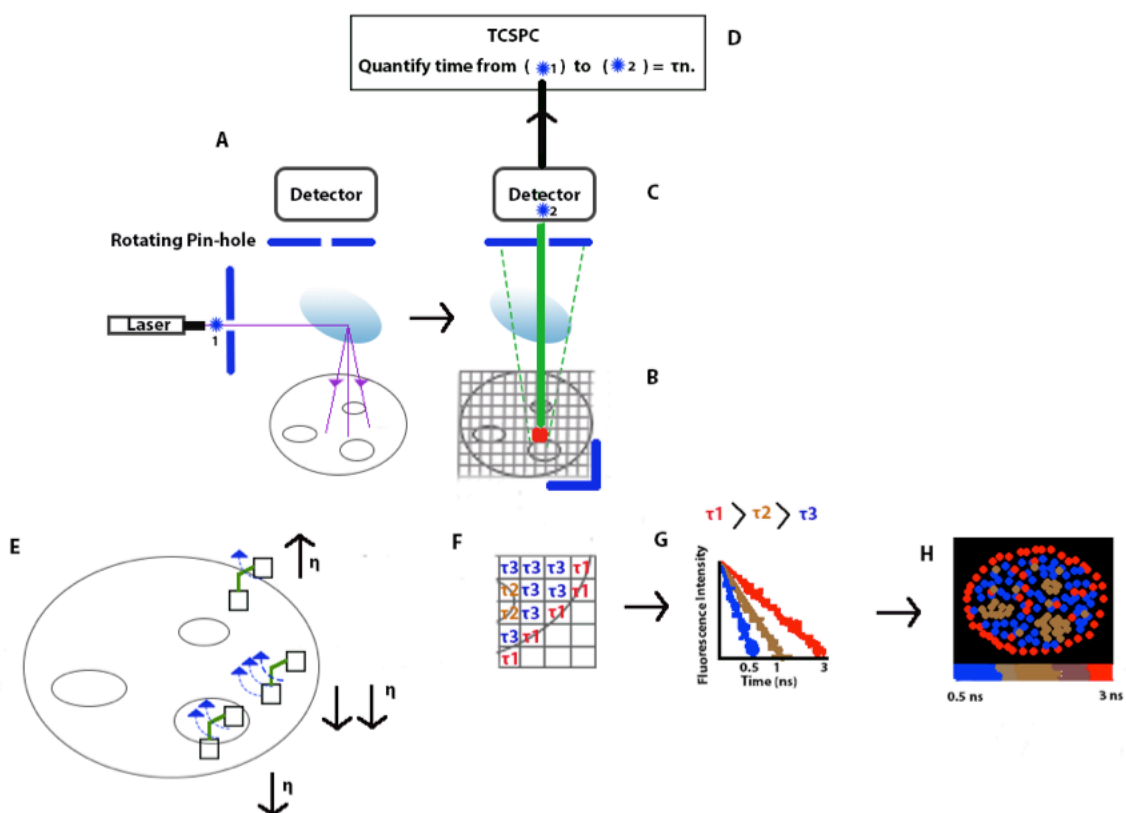 TCSPC
D
Quantify time from ( 1) to ( 2 ) = τn.
A
Detector
Detector
2
C
Rotating Pin-hole
Laser
1
B
E
η
η
η
F
τ3 τ3 τ3 τ1
τ2 τ3 τ3 τ1
τ2 τ3 τ1
τ3 τ1
τ1
G
τ1 > τ2 > τ3
Fluorescence Intensity
0.5 1 3
Time (ns)
H
0.5 ns 3 ns